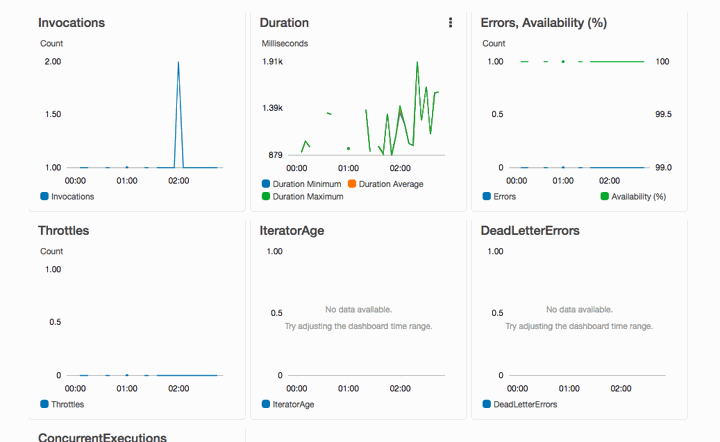 Invocations
Count
2.00
1.50
1.00
00:00 01:00 02:00
Invocations
Duration
Milliseconds
1.91k
1.39k
879
00:00 01:00 02:00
Duration Minimum Duration Average
Duration Maximum
Errors, Availability (%)
Count
1.00 100
0.5 99.5
0 99.0
00:00 01:00 02:00
Errors Availability (%)
Throttles
Count
1.00
0.5
0
00:00 01:00 02:00
Throttles
IteratorAge
1.00
0.5
0
No data available.
Try adjusting the dashboard time range.
00:00 01:00 02:00
IteratorAge
DeadLetterErrors
1.00
0.5
0
No data available.
Try adjusting the dashboard time range.
00:00 01:00 02:00
DeadLetterErrors
ConcurrentExecutions